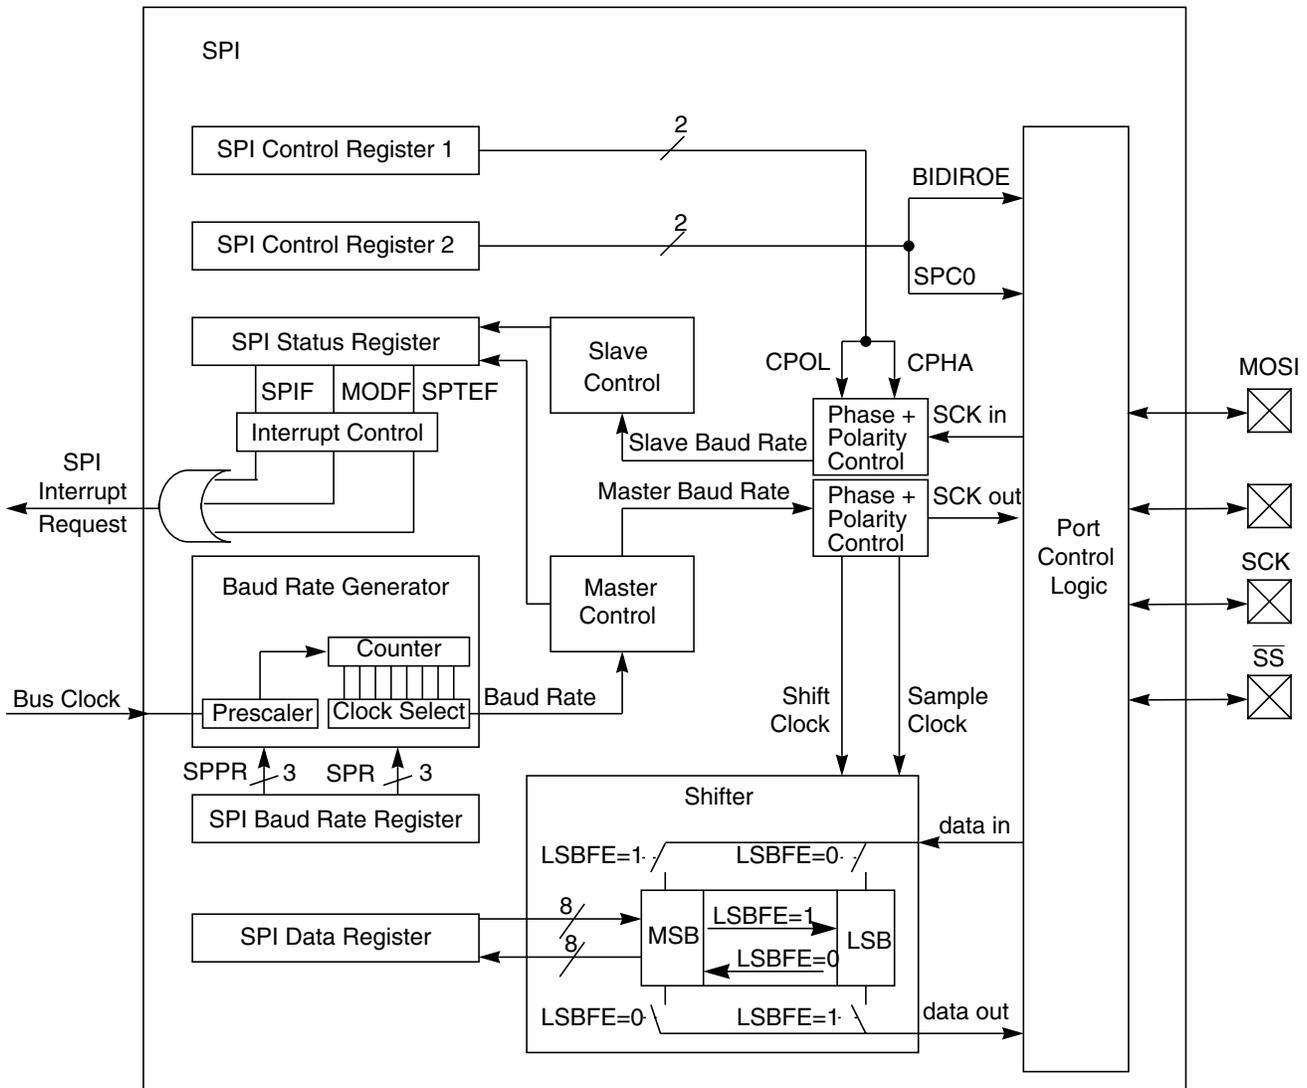 SPI
SPI Control Register 1
2
BIDIROE
SPI Control Register 2
2
SPC0
SPI Status Register
Slave
Control
CPOL
CPHA
MOSI
SPIF
MODF
SPTEF
Interrupt Control
Phase +
Polarity
Control
SCK in
Slave Baud Rate
SPI
Interrupt
Request
Master Baud Rate
Phase +
Polarity
Control
SCK out
Port
Control
Logic
SCK
Baud Rate Generator
Master
Control
Counter
SS
Bus Clock
Prescaler
Clock Select
Baud Rate
Shift
Clock
Sample
Clock
SPPR
3
SPR
3
SPI Baud Rate Register
Shifter
data in
LSBFE=1
LSBFE=0
8
MSB
LSBFE=1
LSB
SPI Data Register
8
LSBFE=0
LSBFE=0
LSBFE=1
data out